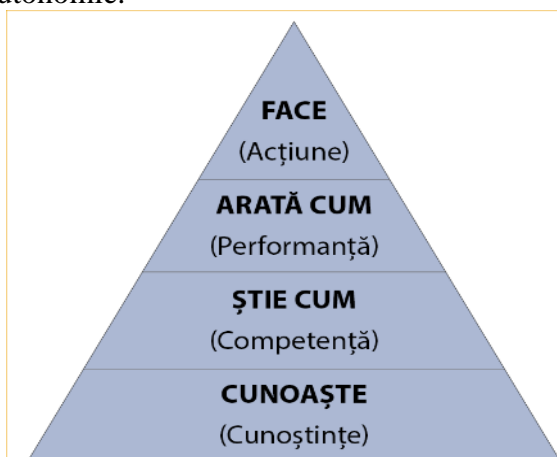 FACE
(Acțiune)
ARATĂ CUM
(Performanță)
ȘTIE CUM
(Competență)
CUNOAȘTE
(Cunoștințe)